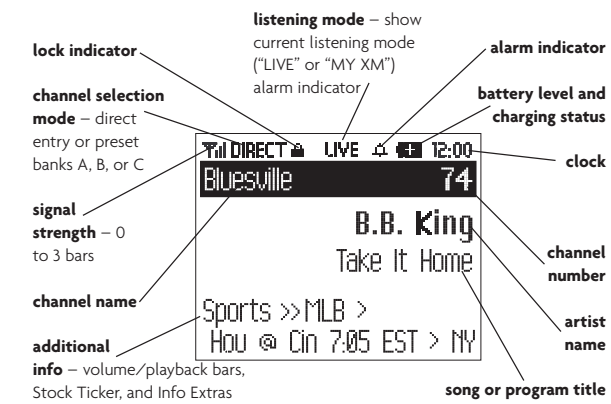 listening mode – show
current listening mode
(“LIVE” or “MY XM”)
alarm indicator
lock indicator
channel selection
mode – direct
entry or preset
banks A, B, or C
signal
strength – 0
to 3 bars
channel name
additional
info – volume/playback bars,
Stock Ticker, and Info Extras
DIRECT LIVE 12:00
Bluesville 74
B.B. King
Take It Home
Sports >> MLB >
Hou @ Cin 7:05 EST > NY
alarm indicator
battery level and
charging status
clock
channel
number
artist
name
song or program title